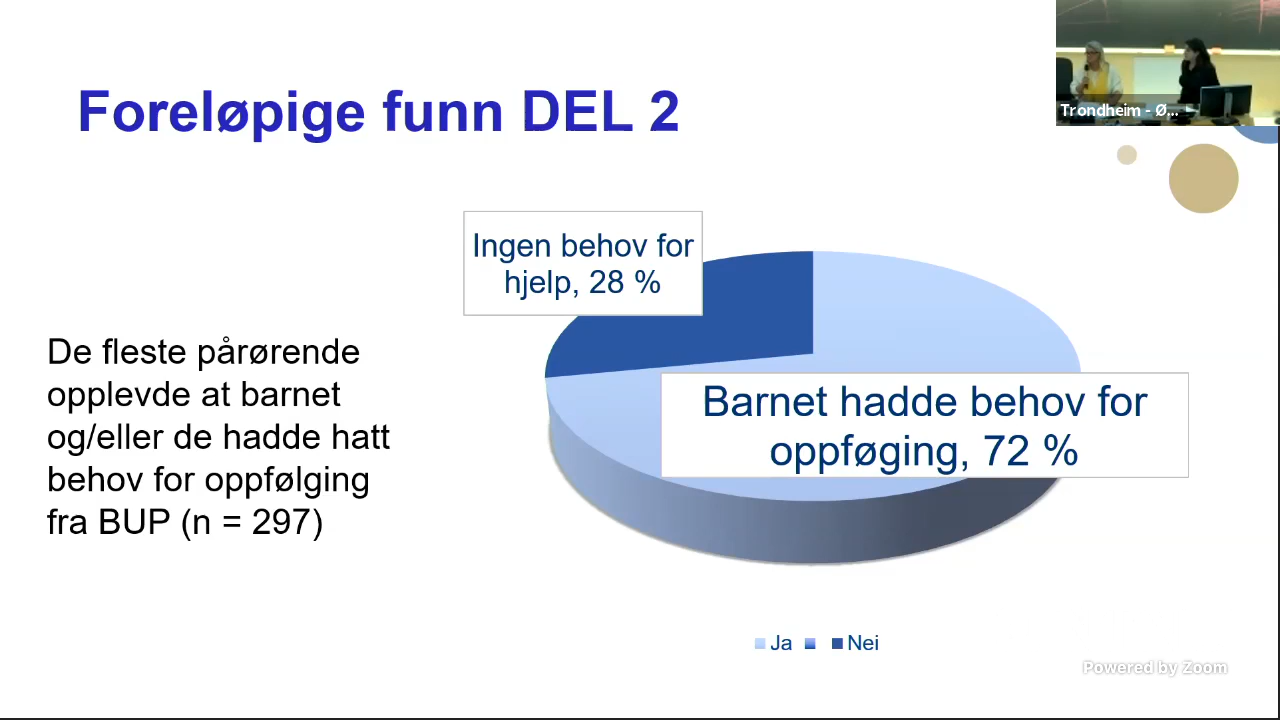 Foreløpige funn DEL 2
Trondheim - Ø...
Ingen behov for
hjelp, 28 %
De fleste pårørende
opplevde at barnet
og/eller de hadde hatt
behov for oppfølging
fra BUP (n = 297)
Barnet hadde behov for
oppføging, 72 %
Ja
Nei
Powered by Zoom